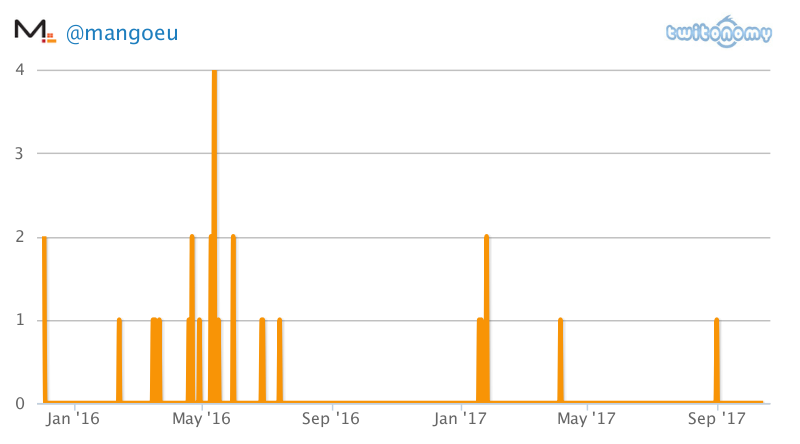 M
@mangoeu
twitonomy
4
3
2
1
0
Jan '16
May '16
Sep '16
Jan '17
May '17
Sep '17